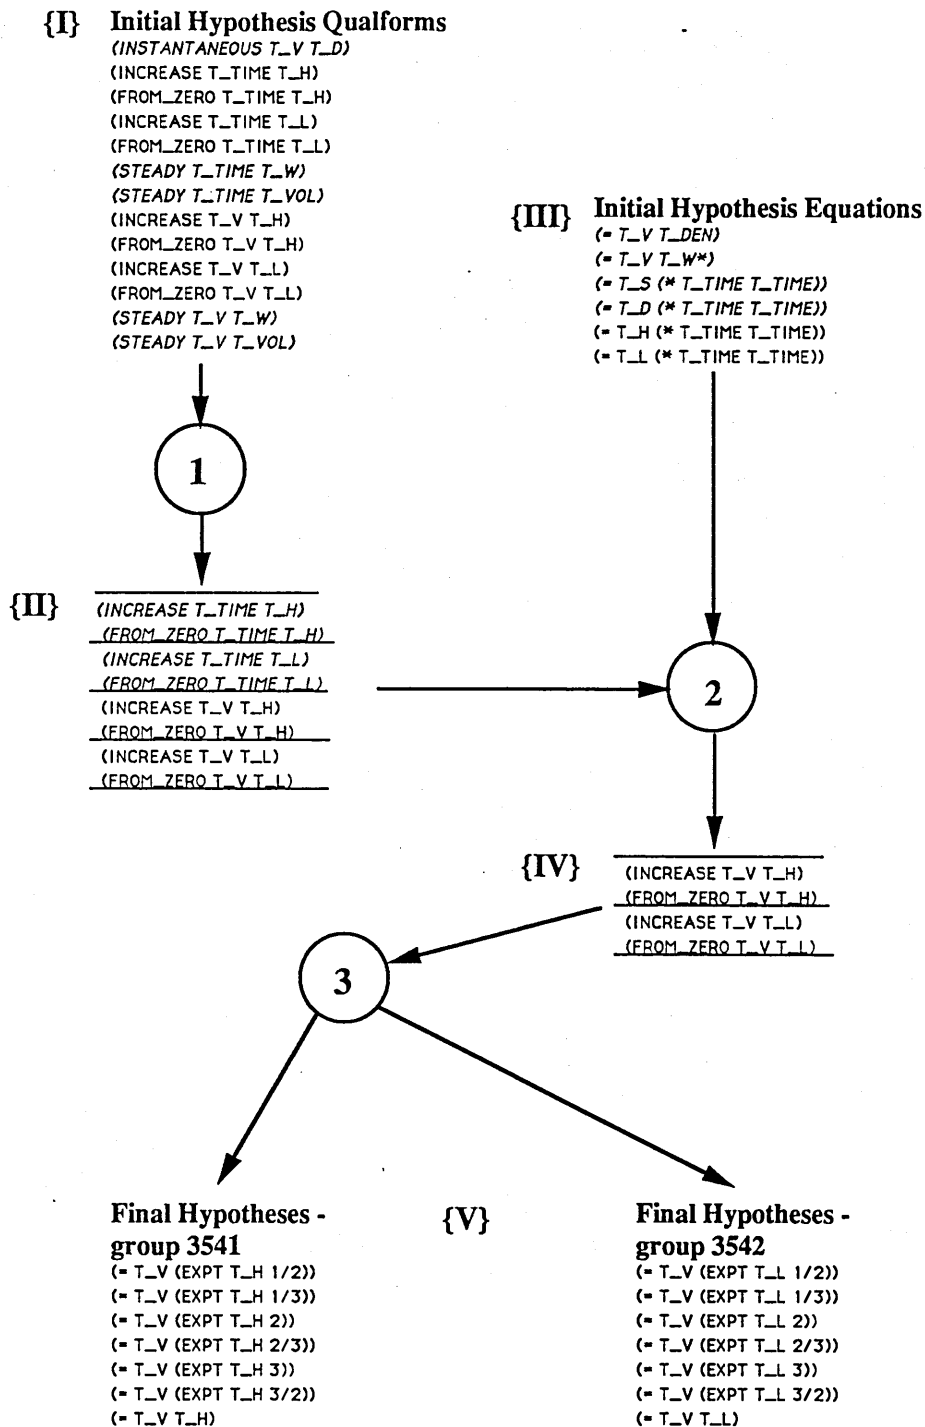 {I} Initial Hypothesis Qualforms
(INSTANTANEOUS T_V T_D)
(INCREASE T_TIME T_H)
(FROM_ZERO T_TIME T_H)
(INCREASE T_TIME T_L)
(FROM_ZERO T_TIME T_L)
(STEADY T_TIME T_W)
(STEADY T_TIME T_VOL)
(INCREASE T_V T_H)
(FROM_ZERO T_V T_H)
(INCREASE T_V T_L)
(FROM_ZERO T_V T_L)
(STEADY T_V T_W)
(STEADY T_V T_VOL)
{III} Initial Hypothesis Equations
(= T_V T_DEN)
(= T_V T_W*)
(= T_S (* T_TIME T_TIME))
(= T_D (* T_TIME T_TIME))
(= T_H (* T_TIME T_TIME))
(= T_L (* T_TIME T_TIME))
1
{II}
(INCREASE T_TIME T_H)
(FROM_ZERO T_TIME T_H)
(INCREASE T_TIME T_L)
(FROM_ZERO T_TIME T_L)
(INCREASE T_V T_H)
(FROM_ZERO T_V T_H)
(INCREASE T_V T_L)
(FROM_ZERO T_V T_L)
2
{IV}
(INCREASE T_V T_H)
(FROM_ZERO T_V T_H)
(INCREASE T_V T_L)
(FROM_ZERO T_V T_L)
3
{V}
Final Hypotheses -
group 3541
(= T_V (EXPT T_H 1/2))
(= T_V (EXPT T_H 1/3))
(= T_V (EXPT T_H 2))
(= T_V (EXPT T_H 2/3))
(= T_V (EXPT T_H 3))
(= T_V (EXPT T_H 3/2))
(= T_V T_H)
Final Hypotheses -
group 3542
(= T_V (EXPT T_L 1/2))
(= T_V (EXPT T_L 1/3))
(= T_V (EXPT T_L 2))
(= T_V (EXPT T_L 2/3))
(= T_V (EXPT T_L 3))
(= T_V (EXPT T_L 3/2))
(= T_V T_L)